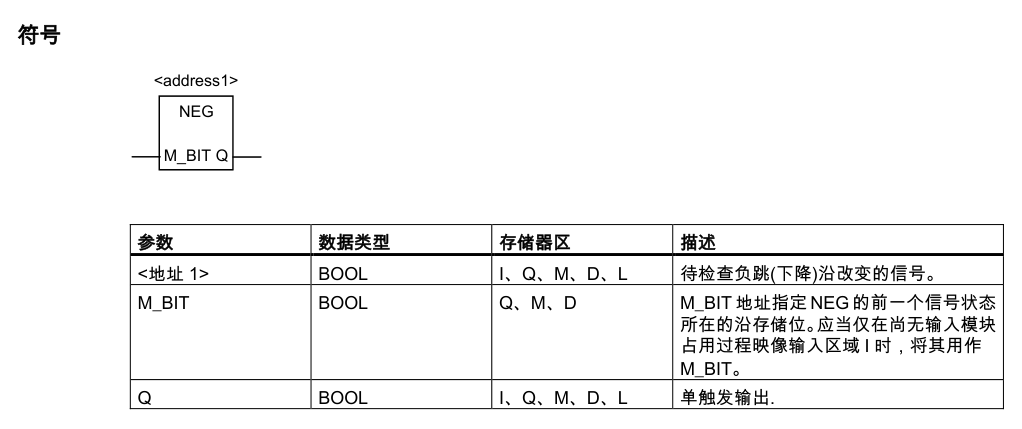 符号
<address1>
NEG
M_BIT Q
参数 数据类型 存储器区 描述
<地址 1> BOOL I、Q、M、D、L 待检查负跳(下降)沿改变的信号。
M_BIT BOOL Q、M、D M_BIT 地址指定 NEG 的前一个信号状态
所在的沿存储位。应当仅在尚无输入模块
占用过程映像输入区域 I 时，将其用作
M_BIT。
Q BOOL I、Q、M、D、L 单触发输出.